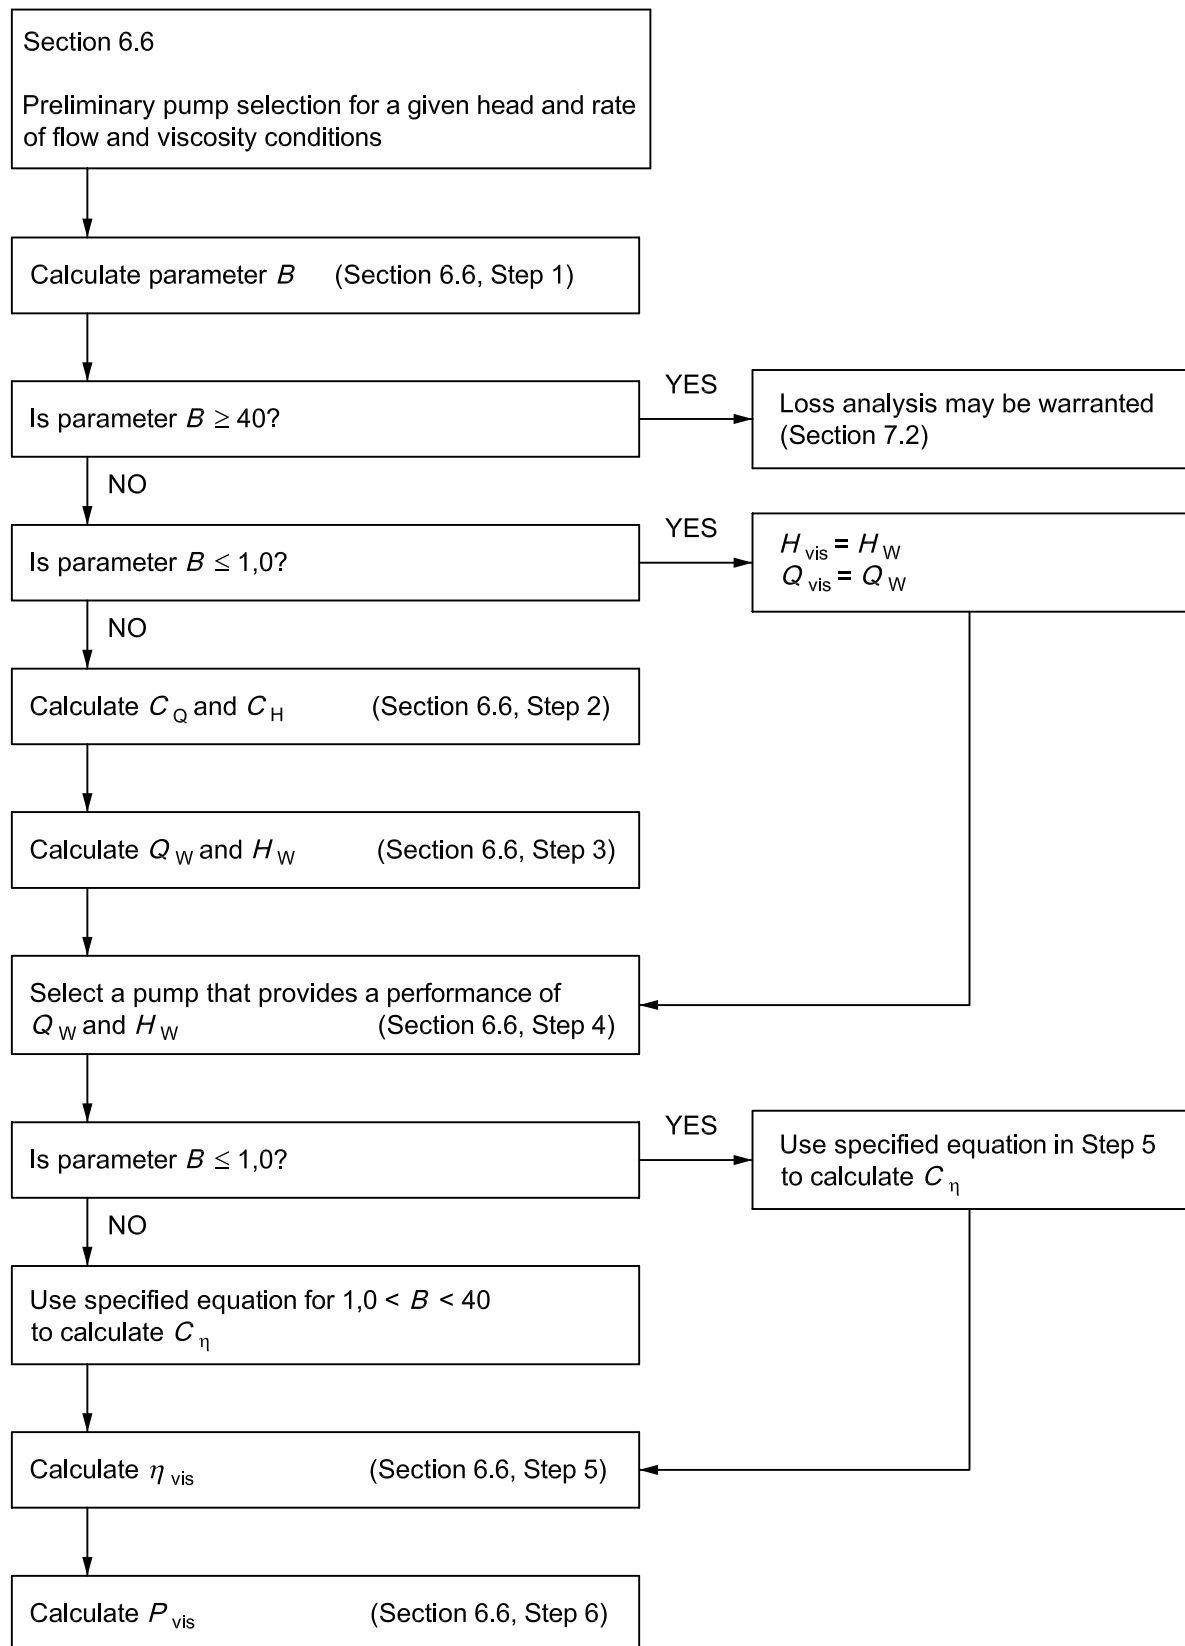 Section 6.6
Preliminary pump selection for a given head and rate
of flow and viscosity conditions
Calculate parameter B (Section 6.6, Step 1)
Is parameter B ≥ 40?
YES
Loss analysis may be warranted
(Section 7.2)
NO
Is parameter B ≤ 1,0?
YES
H vis = H W
Q vis = Q W
NO
Calculate C Q and C H (Section 6.6, Step 2)
Calculate Q W and H W (Section 6.6, Step 3)
Select a pump that provides a performance of
Q W and H W (Section 6.6, Step 4)
Is parameter B ≤ 1,0?
YES
Use specified equation in Step 5
to calculate C η
NO
Use specified equation for 1,0 < B < 40
to calculate C η
Calculate η vis (Section 6.6, Step 5)
Calculate P vis (Section 6.6, Step 6)